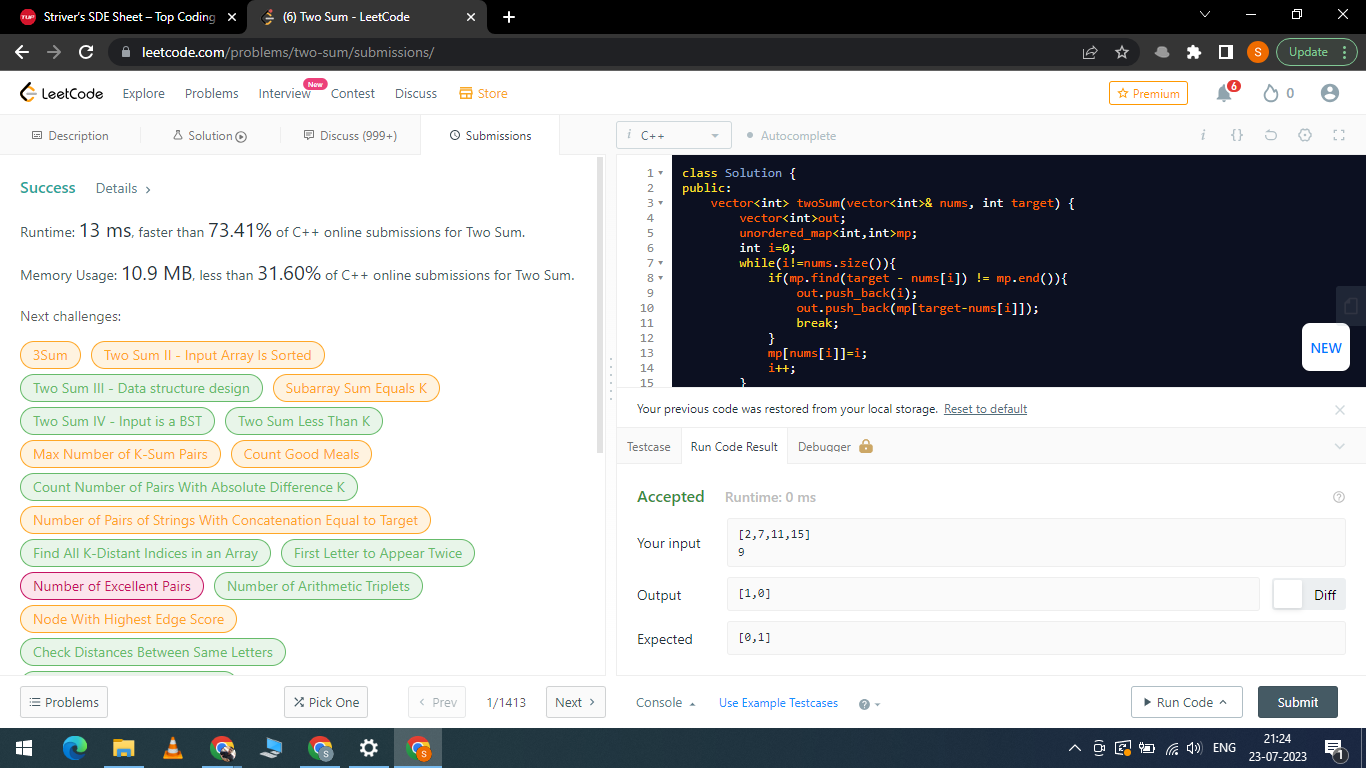 Striver's SDE Sheet – Top Coding
(6) Two Sum - LeetCode
leetcode.com/problems/two-sum/submissions/
S
Update
LeetCode
Explore
Problems
Interview
New
Contest
Discuss
Store
Premium
6
0
Description
Solution
Discuss (999+)
Submissions
i
C++
Autocomplete
i
{}
Success
Details
Runtime: 13 ms, faster than 73.41% of C++ online submissions for Two Sum.
Memory Usage: 10.9 MB, less than 31.60% of C++ online submissions for Two Sum.
Next challenges:
3Sum
Two Sum II - Input Array Is Sorted
Two Sum III - Data structure design
Subarray Sum Equals K
Two Sum IV - Input is a BST
Two Sum Less Than K
Max Number of K-Sum Pairs
Count Good Meals
Count Number of Pairs With Absolute Difference K
Number of Pairs of Strings With Concatenation Equal to Target
Find All K-Distant Indices in an Array
First Letter to Appear Twice
Number of Excellent Pairs
Number of Arithmetic Triplets
Node With Highest Edge Score
Check Distances Between Same Letters
1 class Solution {
2 public:
3 vector<int> twoSum(vector<int>& nums, int target) {
4 vector<int>out;
5 unordered_map<int,int>mp;
6 int i=0;
7 while(i!=nums.size()){
8 if(mp.find(target - nums[i]) != mp.end()){
9 out.push_back(i);
10 out.push_back(mp[target-nums[i]]);
11 break;
12 }
13 mp[nums[i]]=i;
14 i++;
15 }
NEW
Your previous code was restored from your local storage. Reset to default
Testcase
Run Code Result
Debugger
Accepted
Runtime: 0 ms
Your input
[2,7,11,15]
9
Output
[1,0]
Diff
Expected
[0,1]
Problems
Pick One
Prev
1/1413
Next
Console
Use Example Testcases
Run Code
Submit
S
S
ENG
21:24
23-07-2023
1